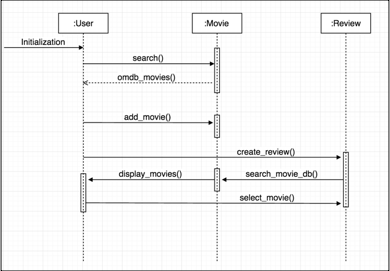 :User
:Movie
:Review
Initialization
search()
omdb_movies()
add_movie()
create_review()
display_movies()
search_movie_db()
select_movie()